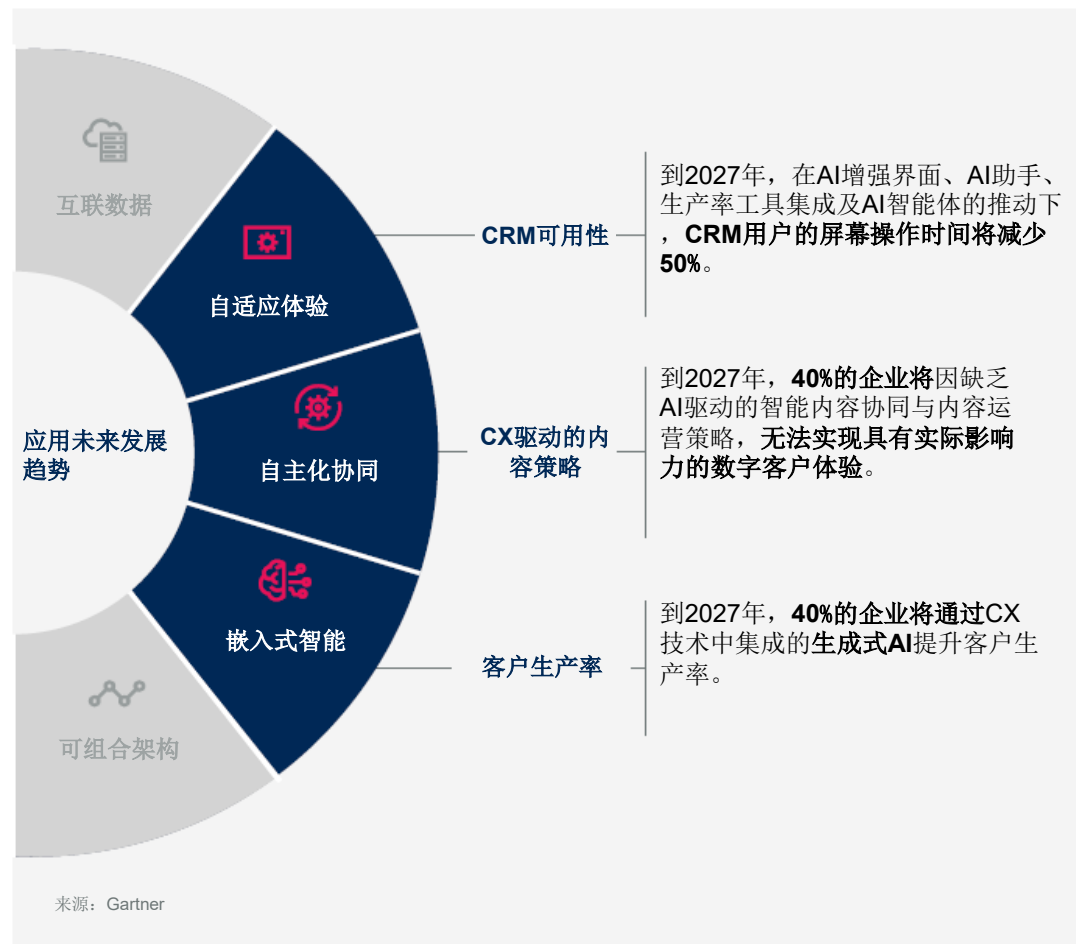 互联数据
自适应体验
应用未来发展
趋势
自主化协同
嵌入式智能
可组合架构
CRM可用性
到2027年，在AI增强界面、AI助手、
生产率工具集成及AI智能体的推动下
，CRM用户的屏幕操作时间将减少
50%。
CX驱动的内
容策略
到2027年，40%的企业将因缺乏
AI驱动的智能内容协同与内容运
营策略，无法实现具有实际影响
力的数字客户体验。
客户生产率
到2027年，40%的企业将通过CX
技术中集成的生成式AI提升客户生
产率。
来源：Gartner